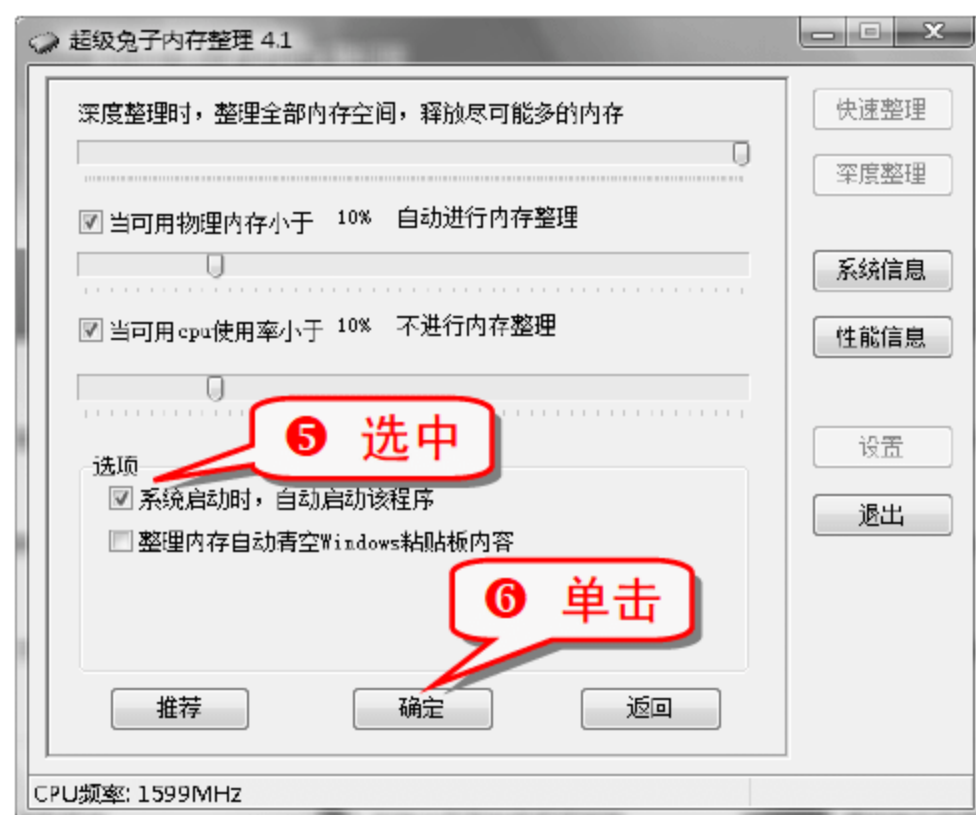 超级兔子内存整理 4.1
深度整理时，整理全部内存空间，释放尽可能多的内存
快速整理
深度整理
当可用物理内存小于 10% 自动进行内存整理
系统信息
当可用cpu使用率小于 10% 不进行内存整理
性能信息
❺ 选中
设置
选项
系统启动时，自动启动该程序
退出
整理内存自动青空Windows粘贴板内容
❻ 单击
推荐
确定
返回
CPU频率: 1599MHz